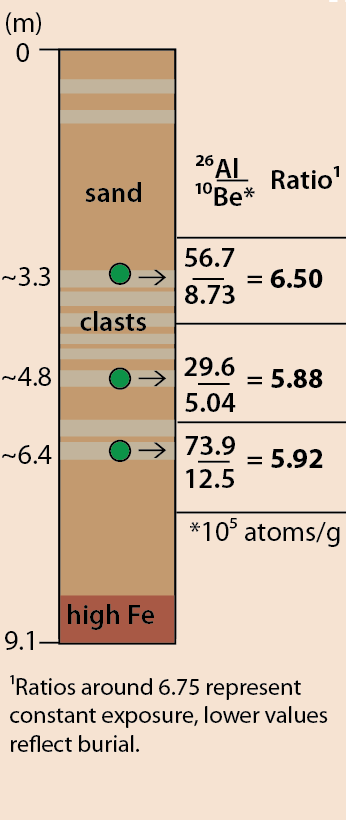 (m)
0
sand
26Al
10Be*
Ratio1
~3.3
56.7
8.73
= 6.50
clasts
~4.8
29.6
5.04
= 5.88
~6.4
73.9
12.5
= 5.92
*105 atoms/g
high Fe
9.1
1Ratios around 6.75 represent
constant exposure, lower values
reflect burial.